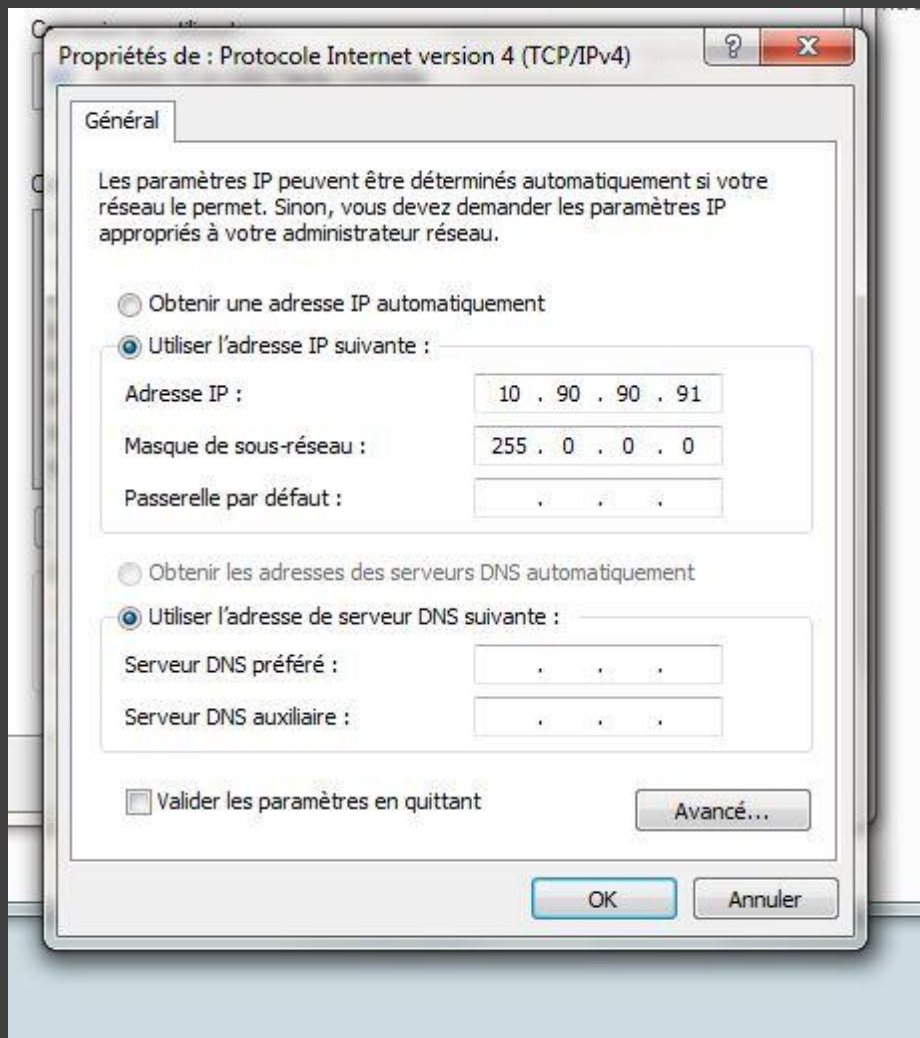 Propriétés de : Protocole Internet version 4 (TCP/IPv4)
Général
Les paramètres IP peuvent être déterminés automatiquement si votre
réseau le permet. Sinon, vous devez demander les paramètres IP
appropriés à votre administrateur réseau.
Obtenir une adresse IP automatiquement
Utiliser l'adresse IP suivante :
Adresse IP : 10 . 90 . 90 . 91
Masque de sous-réseau : 255 . 0 . 0 . 0
Passerelle par défaut : . . .
Obtenir les adresses des serveurs DNS automatiquement
Utiliser l'adresse de serveur DNS suivante :
Serveur DNS préféré : . . .
Serveur DNS auxiliaire : . . .
Valider les paramètres en quittant
Avancé...
OK Annuler